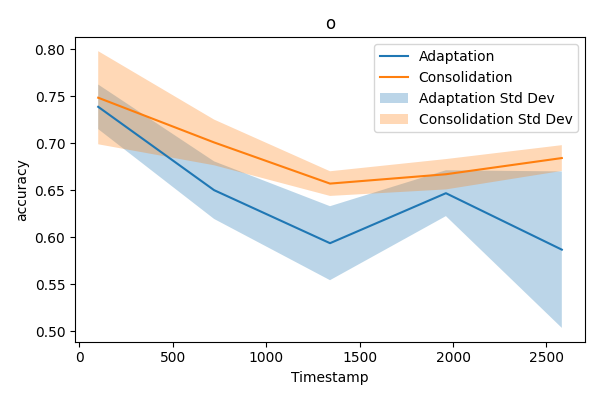 o
0.80
0.75
0.70
0.65
0.60
0.55
0.50
accuracy
Adaptation
Consolidation
Adaptation Std Dev
Consolidation Std Dev
0 500 1000 1500 2000 2500
Timestamp